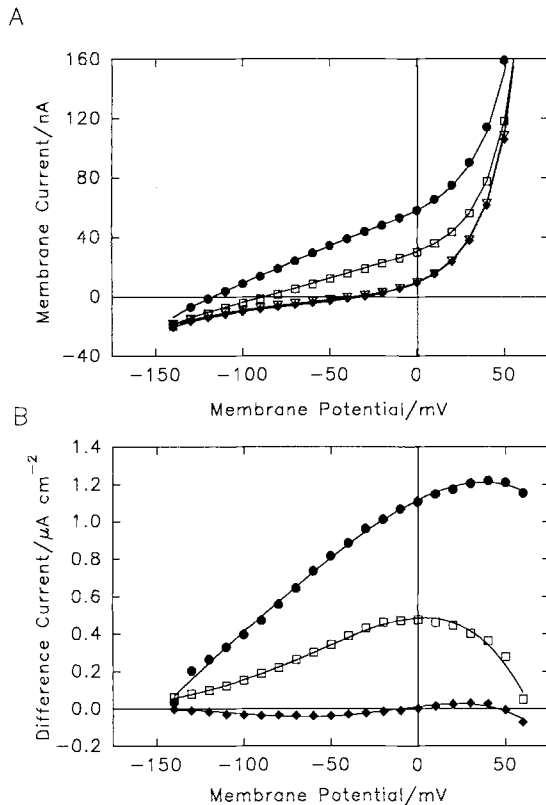 A
160
120
80
40
0
−40
−150 −100 −50 0 50
Membrane Current/nA
Membrane Potential/mV
B
1.4
1.2
1.0
0.8
0.6
0.4
0.2
0.0
−0.2
−150 −100 −50 0 50
Difference Current/μA cm⁻²
Membrane Potential/mV